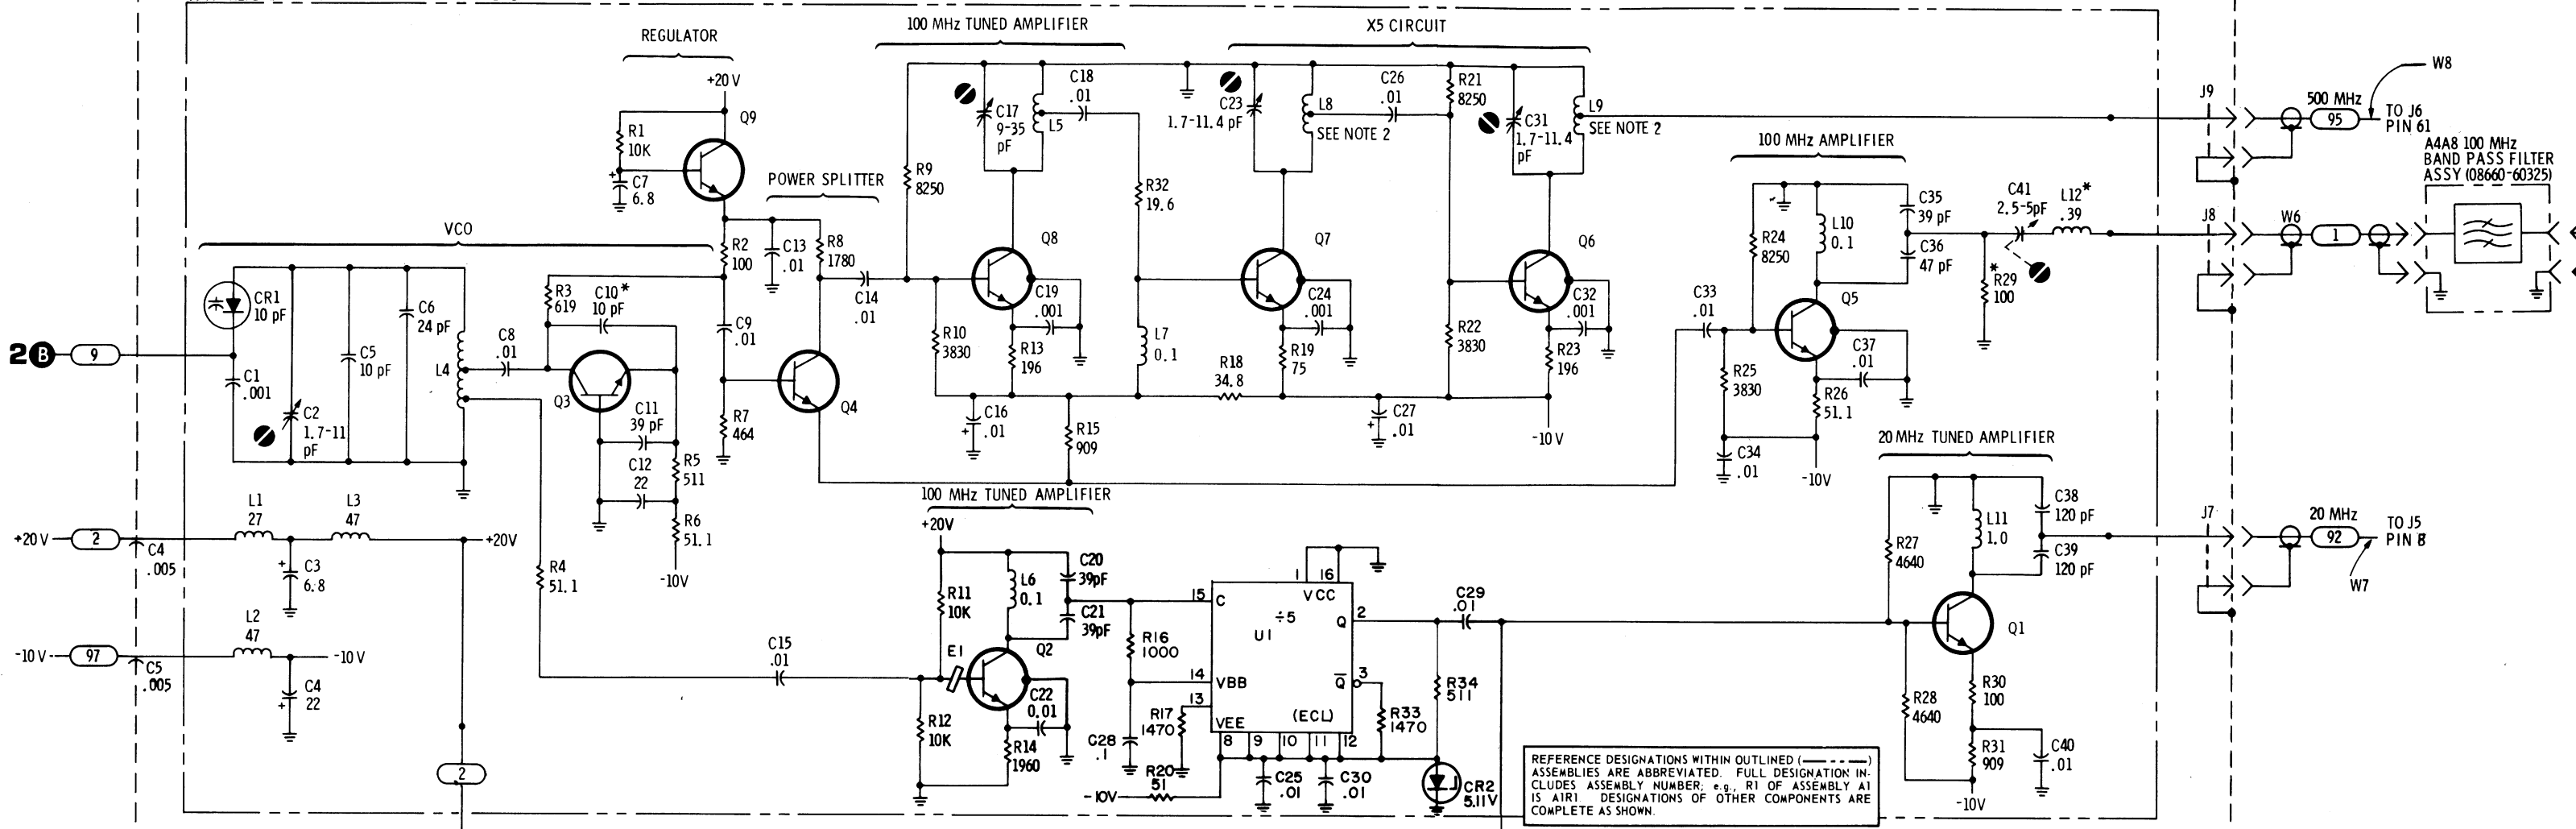 REGULATOR
100 MHz TUNED AMPLIFIER
X5 CIRCUIT
+20V
Q9
R1
10K
C7
6.8
+
POWER SPLITTER
VCO
R2
100
C13
.01
R8
1780
C14
.01
R9
8250
C17
9-35
pF
L5
C18
.01
R32
19.6
Q8
R10
3830
C19
.001
R13
196
L7
0.1
C23
1.7-11.4 pF
L8
SEE NOTE 2
C26
.01
R21
8250
Q7
C24
.001
R19
75
R18
34.8
R22
3830
C31
1.7-11.4
pF
L9
SEE NOTE 2
Q6
C32
.001
R23
196
C16
.01
+
R15
909
C27
.01
+
-10V
100 MHz AMPLIFIER
R24
8250
L10
0.1
C35
39 pF
C36
47 pF
C33
.01
Q5
R25
3830
C37
.01
R26
51.1
C34
.01
-10V
C41
2.5-5pF
L12*
.39
*
R29
100
J9
500 MHz
95
TO J6
PIN 61
W8
A4A8 100 MHz
BAND PASS FILTER
ASSY (08660-60325)
J8
W6
1
2 B
9
CR1
10 pF
C1
.001
C2
1.7-11
pF
C5
10 pF
C6
24 pF
L4
C8
.01
R3
619
C10*
10 pF
Q3
C11
39 pF
C12
22
R5
511
R6
51.1
-10V
C9
.01
R7
464
Q4
+20V
2
C4
.005
L1
27
L3
47
+20V
+
C3
6.8
R4
51.1
L2
47
-10V
97
C5
.005
-10V
C4
22
+
2
C15
.01
100 MHz TUNED AMPLIFIER
+20V
R11
10K
L6
0.1
C20
39pF
C21
39pF
E1
Q2
R12
10K
C22
0.01
R14
1960
R16
1000
C28
.1
R17
1470
R20
51
-10V
15
C
14
VBB
13
VEE
1
16
VCC
÷5
U1
Q
2
Q̅
3
(ECL)
8
9
10
11
12
C25
.01
C30
.01
R33
1470
R34
511
C29
.01
CR2
5.11V
20 MHz TUNED AMPLIFIER
R27
4640
L11
1.0
C38
120 pF
C39
120 pF
Q1
R28
4640
R30
100
R31
909
C40
.01
-10V
J7
20 MHz
92
TO J5
PIN 8
W7
REFERENCE DESIGNATIONS WITHIN OUTLINED (— - - —)
ASSEMBLIES ARE ABBREVIATED. FULL DESIGNATION IN-
CLUDES ASSEMBLY NUMBER; e.g., R1 OF ASSEMBLY A1
IS A1R1 DESIGNATIONS OF OTHER COMPONENTS ARE
COMPLETE AS SHOWN.